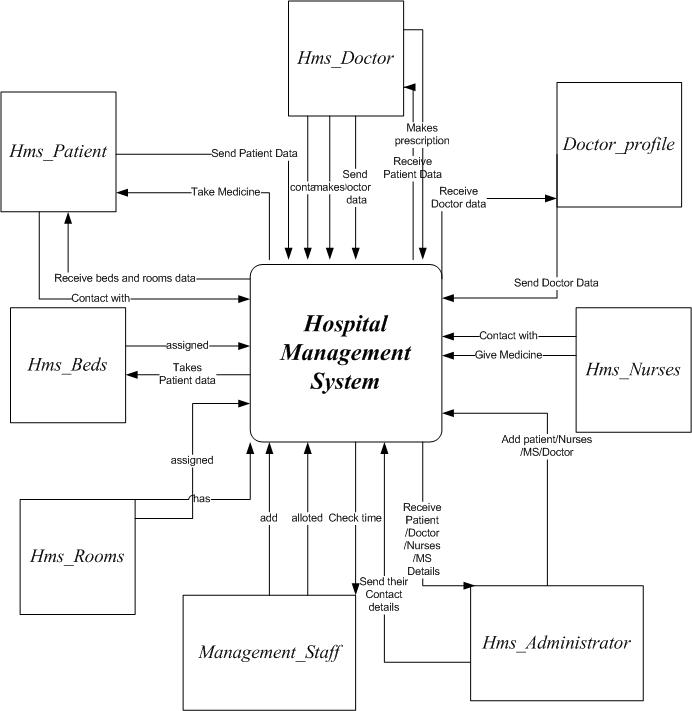 Hms_Doctor
Hms_Patient
Doctor_profile
Makes
prescription
Receive
Patient Data
Send Patient Data
Send
octor
data
makes
Take Medicine
Receive
Doctor data
Receive beds and rooms data
Send Doctor Data
Contact with
Hospital
Management
System
Contact with
assigned
Give Medicine
Hms_Beds
Hms_Nurses
Takes
Patient data
Add patient/Nurses
/MS/Doctor
assigned
has
Hms_Rooms
add
alloted
Check time
Receive
Patient
/Doctor
/Nurses
/MS
Details
Send their
Contact
details
Management_Staff
Hms_Administrator